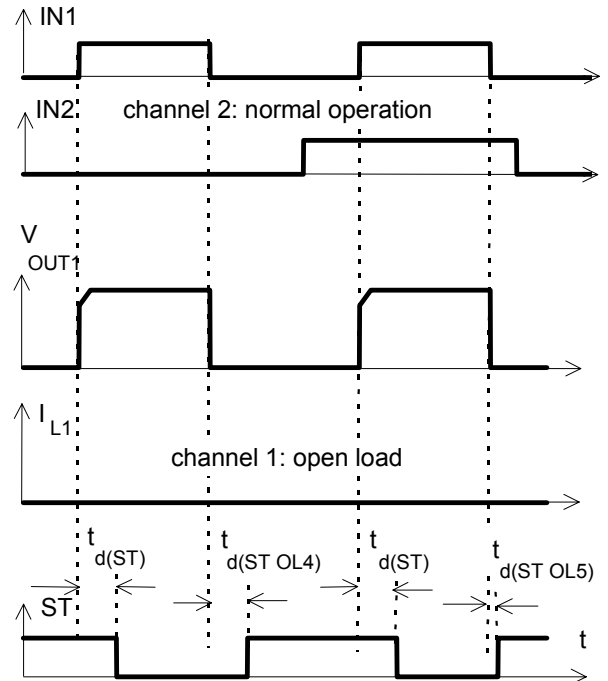 IN1
IN2 channel 2: normal operation
V
OUT1
I L1
channel 1: open load
t d(ST)
t d(ST OL4)
t d(ST)
t d(ST OL5)
ST
t